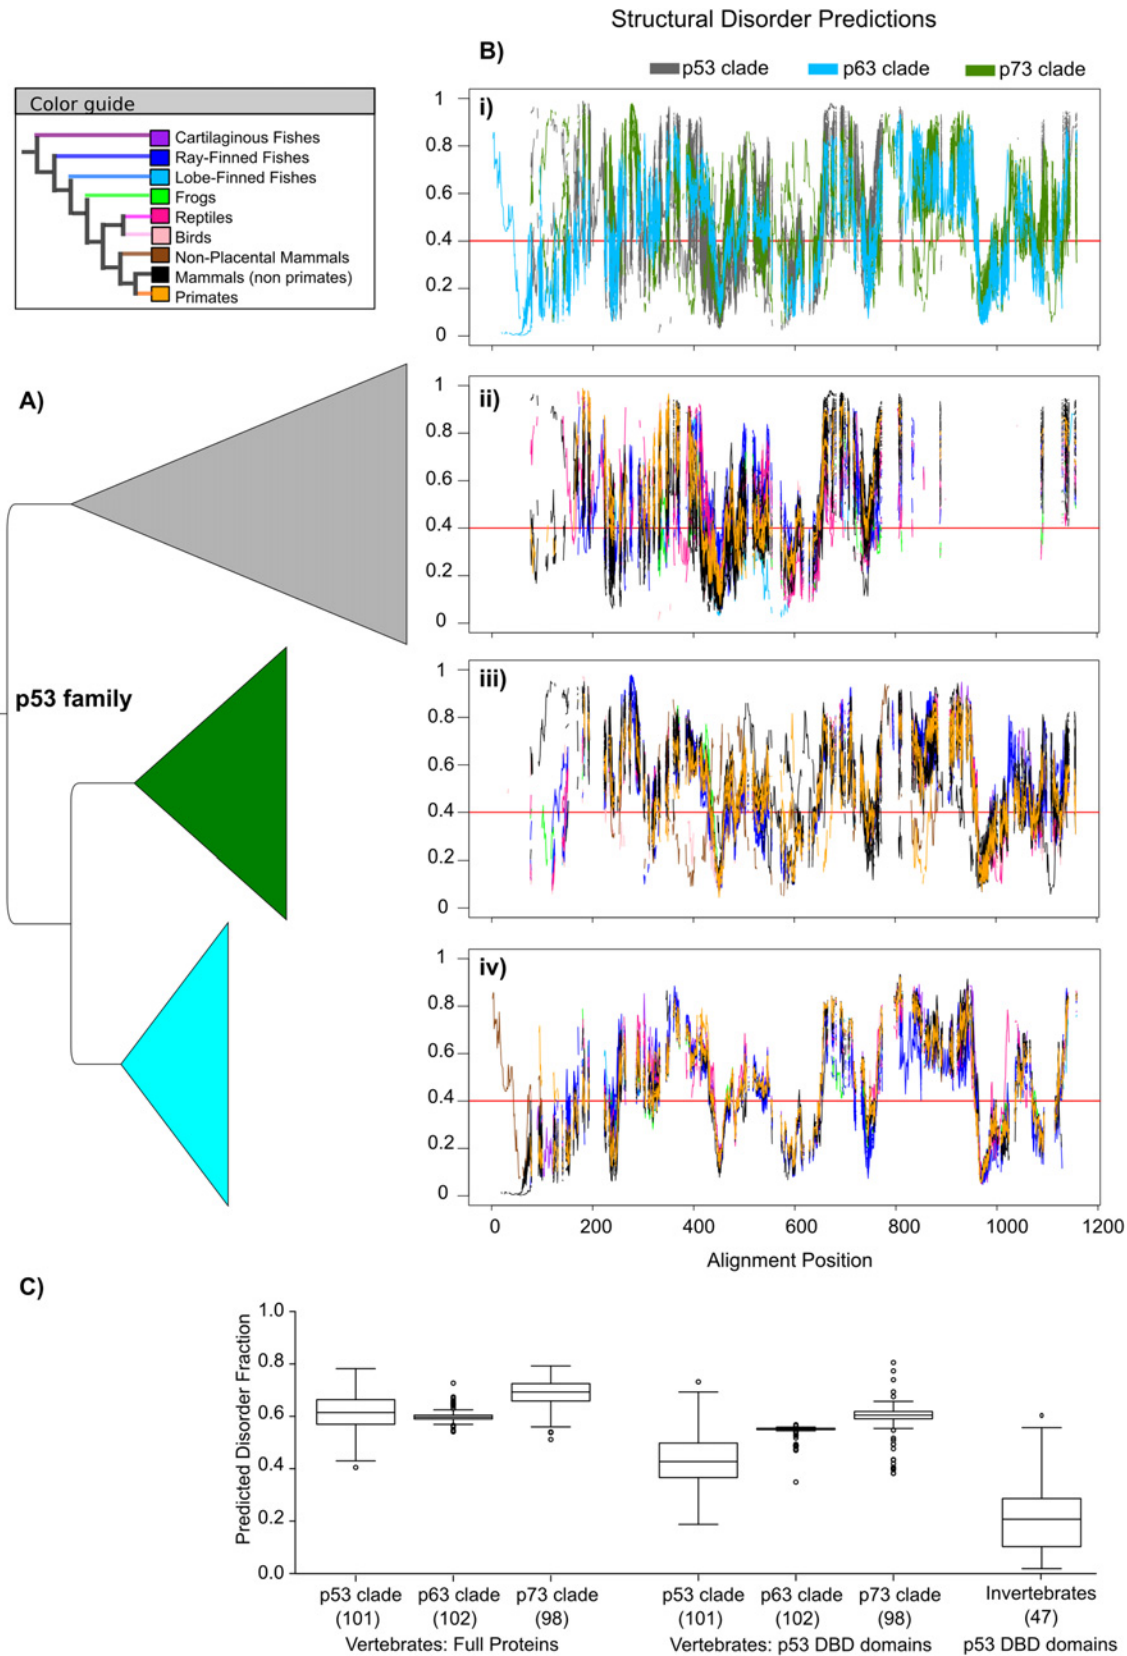 Structural Disorder Predictions
B)
p53 clade
p63 clade
p73 clade
Color guide
Cartilaginous Fishes
Ray-Finned Fishes
Lobe-Finned Fishes
Frogs
Reptiles
Birds
Non-Placental Mammals
Mammals (non primates)
Primates
i)
1
0.8
0.6
0.4
0.2
0
A)
p53 family
ii)
1
0.8
0.6
0.4
0.2
0
iii)
1
0.8
0.6
0.4
0.2
0
iv)
1
0.8
0.6
0.4
0.2
0
0 200 400 600 800 1000 1200
Alignment Position
C)
Predicted Disorder Fraction
1.0
0.8
0.6
0.4
0.2
0.0
p53 clade p63 clade p73 clade p53 clade p63 clade p73 clade Invertebrates
(101) (102) (98) (101) (102) (98) (47)
Vertebrates: Full Proteins Vertebrates: p53 DBD domains p53 DBD domains